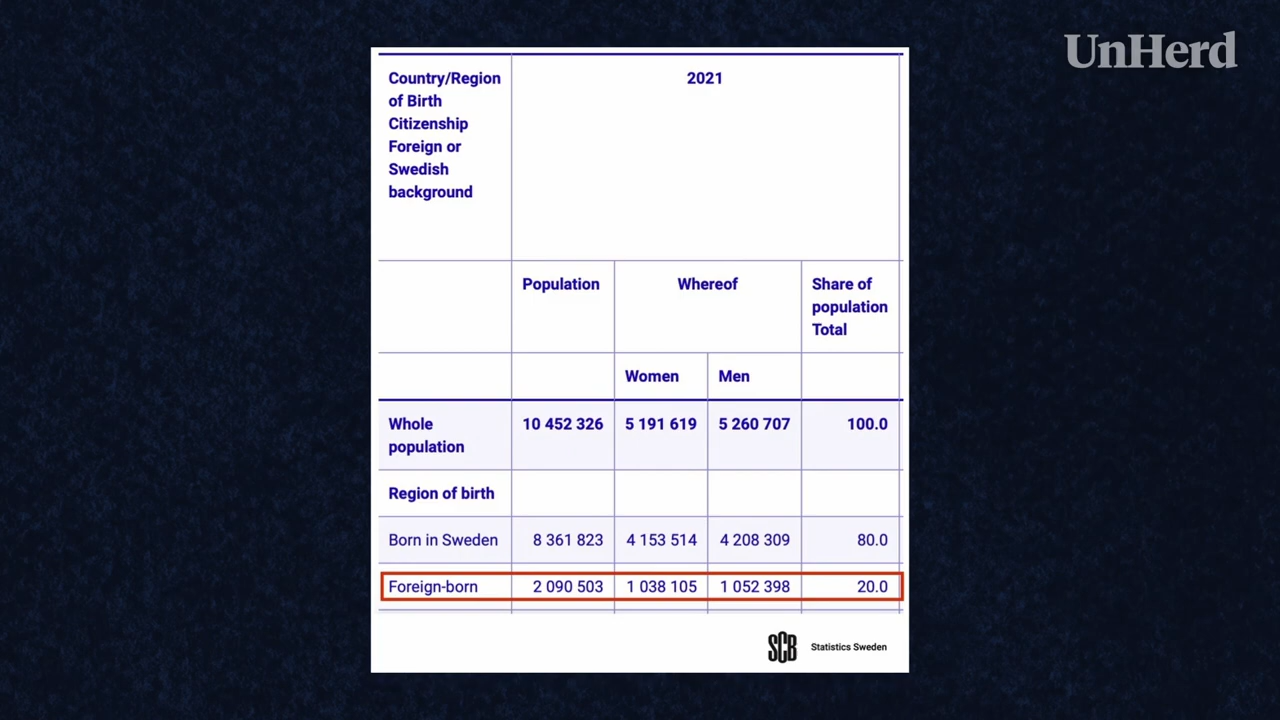 UnHerd
Country/Region
of Birth
Citizenship
Foreign or
Swedish
background
2021
Population
Whereof
Share of
population
Total
Women
Men
Whole
population
10 452 326
5 191 619
5 260 707
100.0
Region of birth
Born in Sweden
8 361 823
4 153 514
4 208 309
80.0
Foreign-born
2 090 503
1 038 105
1 052 398
20.0
SCB
Statistics Sweden